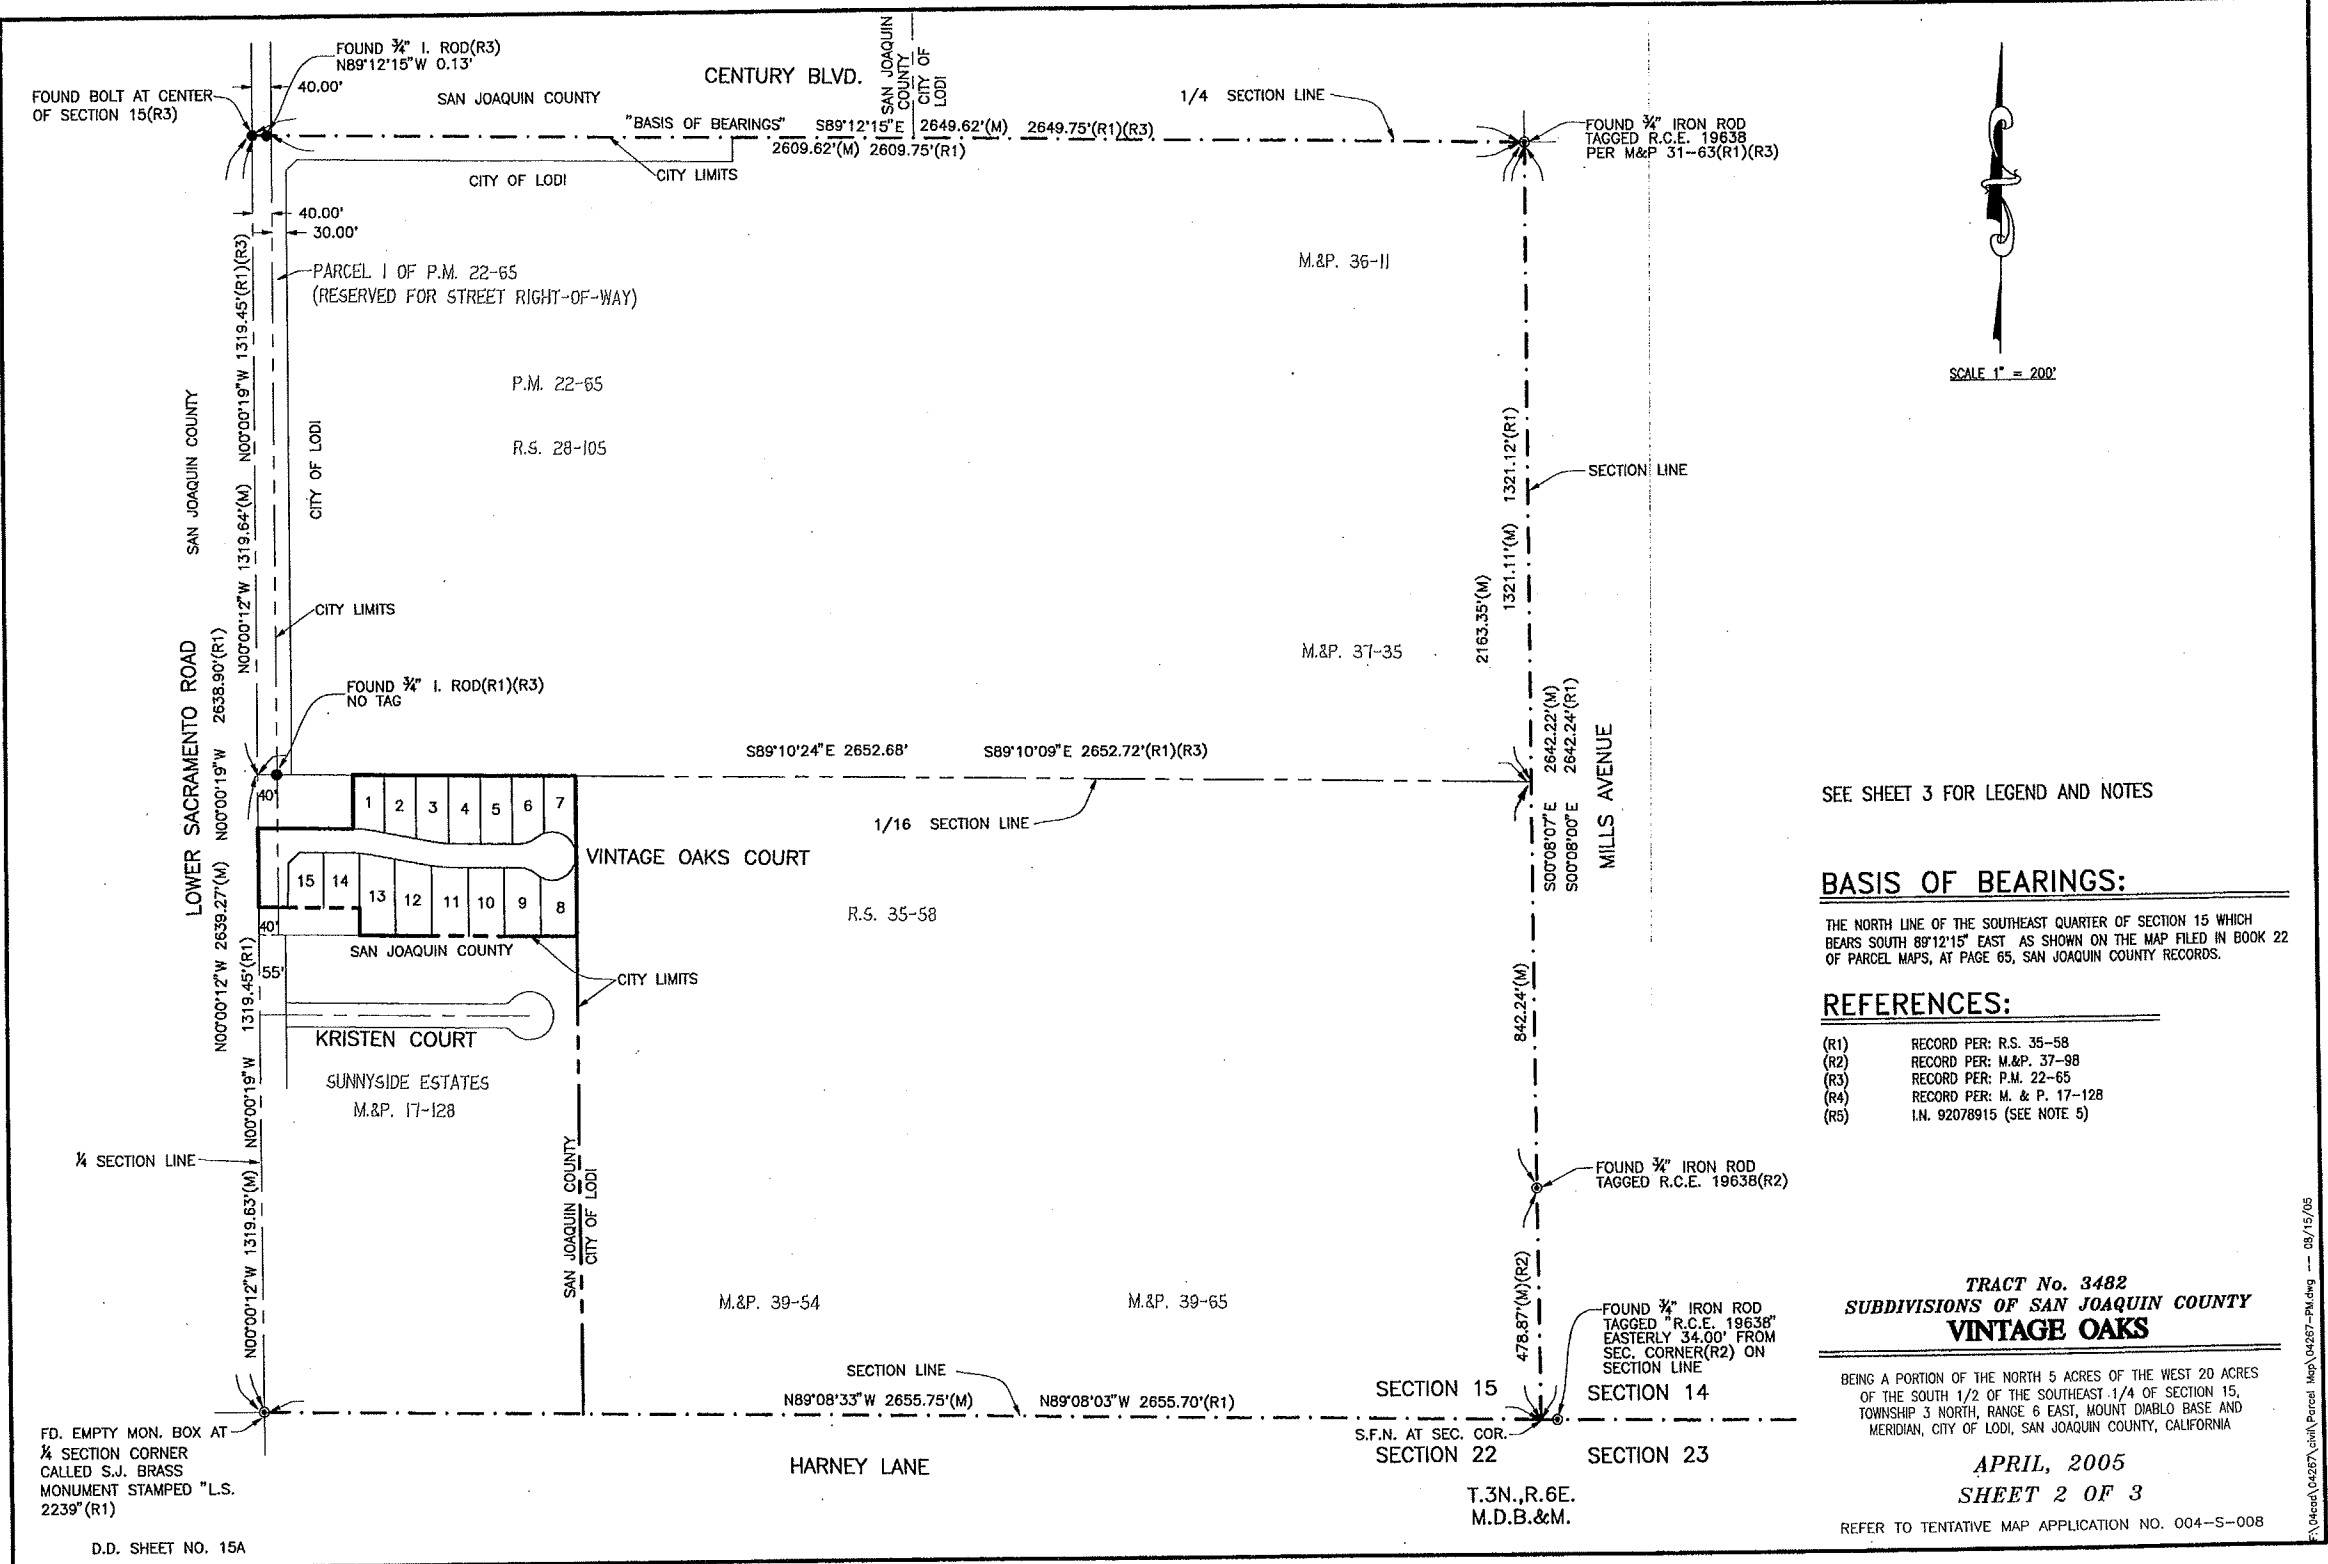 FOUND ¾" I. ROD(R3)
N89°12'15"W 0.13'
FOUND BOLT AT CENTER
OF SECTION 15(R3)
40.00'
SAN JOAQUIN COUNTY
CENTURY BLVD.
SAN JOAQUIN
COUNTY
CITY OF
LODI
1/4 SECTION LINE
"BASIS OF BEARINGS" S89°12'15"E 2649.62'(M) 2649.75'(R1)(R3)
2609.62'(M) 2609.75'(R1)
FOUND ¾" IRON ROD
TAGGED R.C.E. 19638
PER M&P 31-63(R1)(R3)
CITY OF LODI
CITY LIMITS
40.00'
30.00'
PARCEL 1 OF P.M. 22-65
(RESERVED FOR STREET RIGHT-OF-WAY)
M.&P. 36-11
SCALE 1" = 200'
P.M. 22-65
R.S. 28-105
SAN JOAQUIN COUNTY
CITY OF LODI
N00°00'12"W 1319.64'(M) N00°00'19"W 1319.45'(R1)(R3)
SECTION LINE
1321.11'(M) 1321.12'(R1)
2163.35'(M)
CITY LIMITS
M.&P. 37-35
FOUND ¾" I. ROD(R1)(R3)
NO TAG
LOWER SACRAMENTO ROAD
N00°00'12"W 2639.27'(M) N00°00'19"W 2638.90'(R1)
S89°10'24"E 2652.68' S89°10'09"E 2652.72'(R1)(R3)
S00°08'07"E 2642.22'(M)
S00°08'00"E 2642.24'(R1)
MILLS AVENUE
40'
1 2 3 4 5 6 7
1/16 SECTION LINE
VINTAGE OAKS COURT
15 14 13 12 11 10 9 8
40'
SAN JOAQUIN COUNTY
55'
CITY LIMITS
R.S. 35-58
842.24'(M)
KRISTEN COURT
SUNNYSIDE ESTATES
M.&P. 17-128
¼ SECTION LINE
N00°00'12"W 1319.63'(M) N00°00'19"W 1319.45'(R1)
SAN JOAQUIN COUNTY
CITY OF LODI
FOUND ¾" IRON ROD
TAGGED R.C.E. 19638(R2)
478.87'(M)(R2)
M.&P. 39-54
M.&P. 39-65
FOUND ¾" IRON ROD
TAGGED "R.C.E. 19638"
EASTERLY 34.00' FROM
SEC. CORNER(R2) ON
SECTION LINE
SECTION LINE
N89°08'33"W 2655.75'(M) N89°08'03"W 2655.70'(R1)
SECTION 15
SECTION 14
S.F.N. AT SEC. COR.
SECTION 22
SECTION 23
FD. EMPTY MON. BOX AT
¼ SECTION CORNER
CALLED S.J. BRASS
MONUMENT STAMPED "L.S.
2239"(R1)
HARNEY LANE
T.3N.,R.6E.
M.D.B.&M.
D.D. SHEET NO. 15A
SEE SHEET 3 FOR LEGEND AND NOTES
BASIS OF BEARINGS:
THE NORTH LINE OF THE SOUTHEAST QUARTER OF SECTION 15 WHICH
BEARS SOUTH 89°12'15" EAST AS SHOWN ON THE MAP FILED IN BOOK 22
OF PARCEL MAPS, AT PAGE 65, SAN JOAQUIN COUNTY RECORDS.
REFERENCES:
(R1) RECORD PER: R.S. 35-58
(R2) RECORD PER: M.&P. 37-98
(R3) RECORD PER: P.M. 22-65
(R4) RECORD PER: M. & P. 17-128
(R5) I.N. 92078915 (SEE NOTE 5)
TRACT No. 3482
SUBDIVISIONS OF SAN JOAQUIN COUNTY
VINTAGE OAKS
BEING A PORTION OF THE NORTH 5 ACRES OF THE WEST 20 ACRES
OF THE SOUTH 1/2 OF THE SOUTHEAST 1/4 OF SECTION 15,
TOWNSHIP 3 NORTH, RANGE 6 EAST, MOUNT DIABLO BASE AND
MERIDIAN, CITY OF LODI, SAN JOAQUIN COUNTY, CALIFORNIA
APRIL, 2005
SHEET 2 OF 3
REFER TO TENTATIVE MAP APPLICATION NO. 004-S-008
F:\04cad\04267\civil\Parcel Map\04267-PM.dwg --- 08/15/05